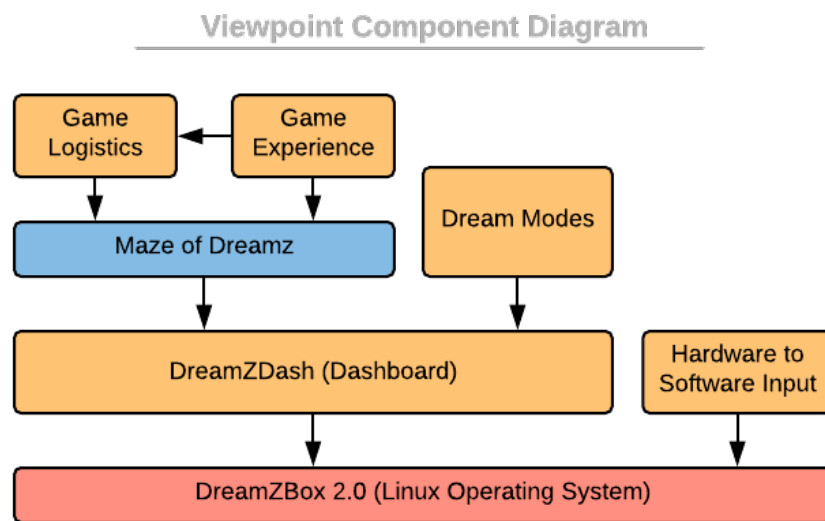 Viewpoint Component Diagram
Game
Logistics
Game
Experience
Dream Modes
Maze of Dreamz
DreamZDash (Dashboard)
Hardware to
Software Input
DreamZBox 2.0 (Linux Operating System)